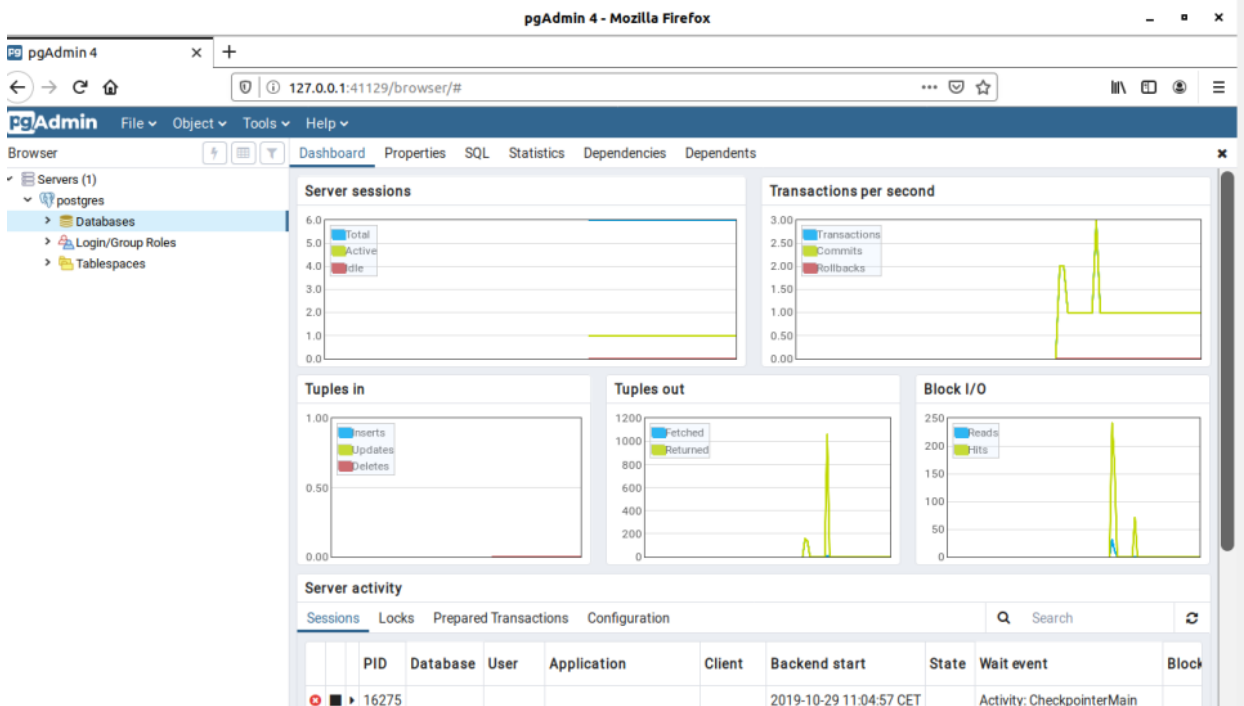 pgAdmin 4 - Mozilla Firefox
pgAdmin 4
127.0.0.1:41129/browser/#
pgAdmin File Object Tools Help
Browser
Dashboard Properties SQL Statistics Dependencies Dependents
Servers (1)
postgres
Databases
Login/Group Roles
Tablespaces
Server sessions
6.0
5.0
4.0
3.0
2.0
1.0
0.0
Total
Active
Idle
Transactions per second
3.00
2.50
2.00
1.50
1.00
0.50
0.00
Transactions
Commits
Rollbacks
Tuples in
1.00
0.50
0.00
Inserts
Updates
Deletes
Tuples out
1200
1000
800
600
400
200
0
Fetched
Returned
Block I/O
250
200
150
100
50
0
Reads
Hits
Server activity
Sessions Locks Prepared Transactions Configuration Search
PID Database User Application Client Backend start State Wait event Block
16275 2019-10-29 11:04:57 CET Activity: CheckpointerMain